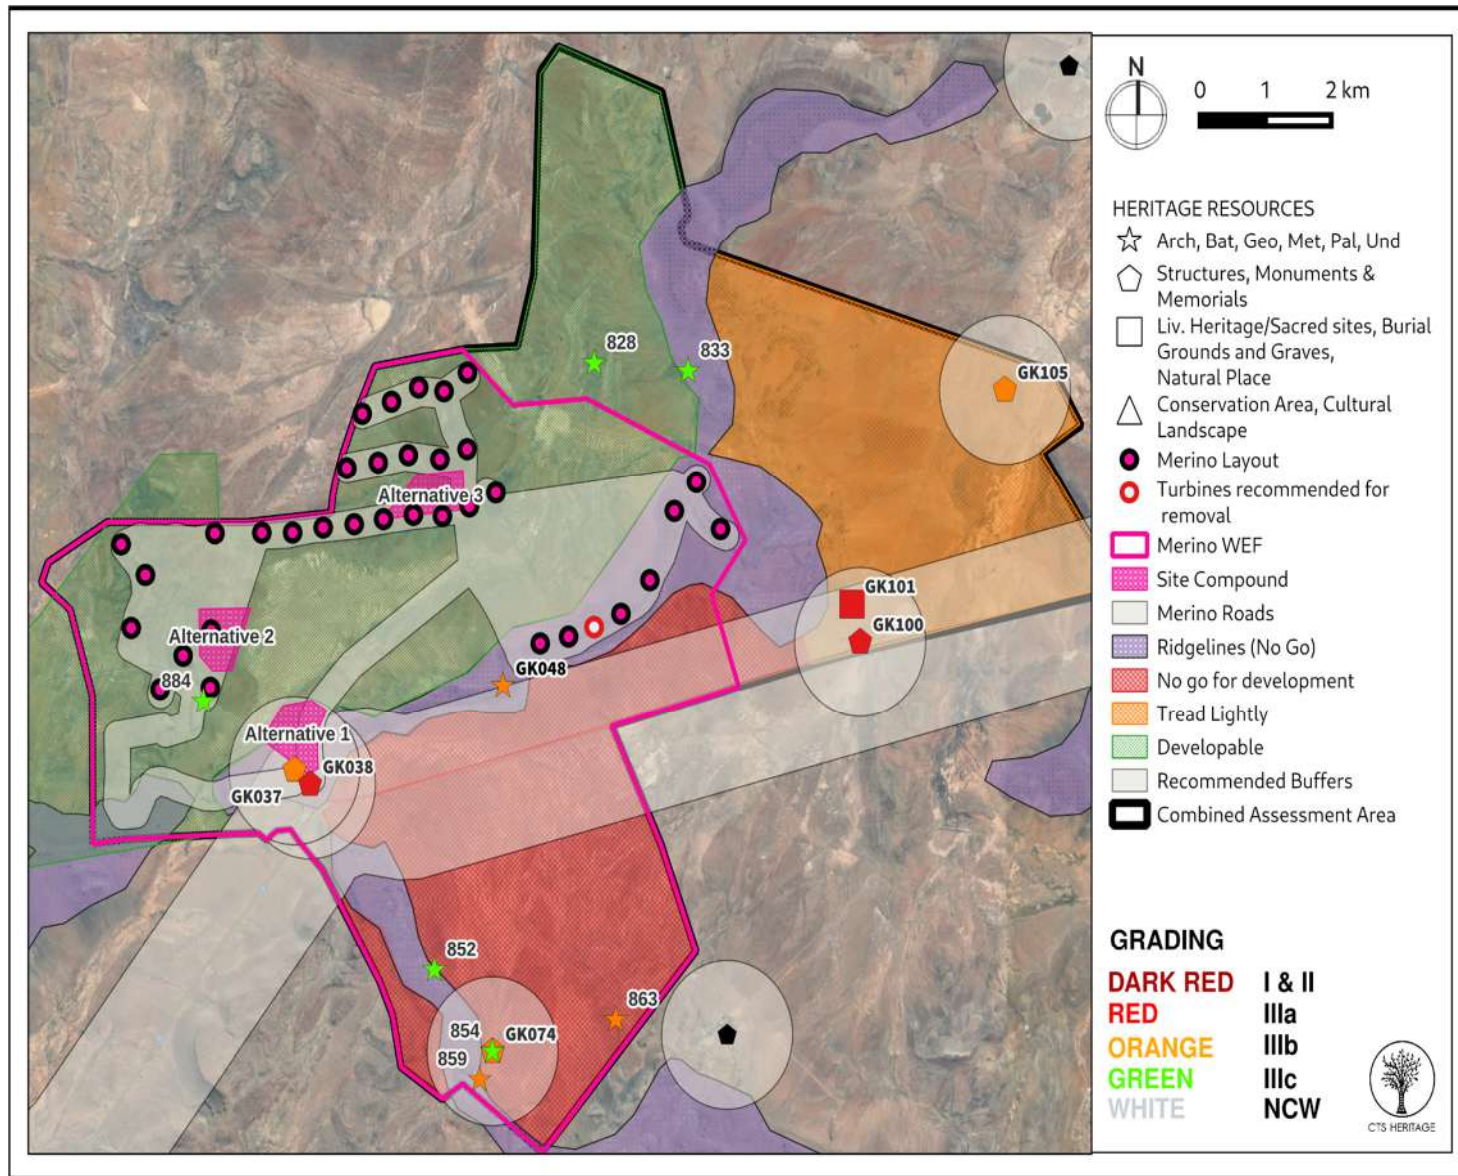 N
0 1 2 km
HERITAGE RESOURCES
Arch, Bat, Geo, Met, Pal, Und
Structures, Monuments &
Memorials
Liv. Heritage/Sacred sites, Burial
Grounds and Graves,
Natural Place
Conservation Area, Cultural
Landscape
Merino Layout
Turbines recommended for
removal
Merino WEF
Site Compound
Merino Roads
Ridgelines (No Go)
No go for development
Tread Lightly
Developable
Recommended Buffers
Combined Assessment Area
GRADING
DARK RED I & II
RED IIIa
ORANGE IIIb
GREEN IIIc
WHITE NCW
CTS HERITAGE
828
833
GK105
Alternative 3
GK101
GK100
Alternative 2
884
GK048
Alternative 1
GK038
GK037
852
863
854
GK074
859